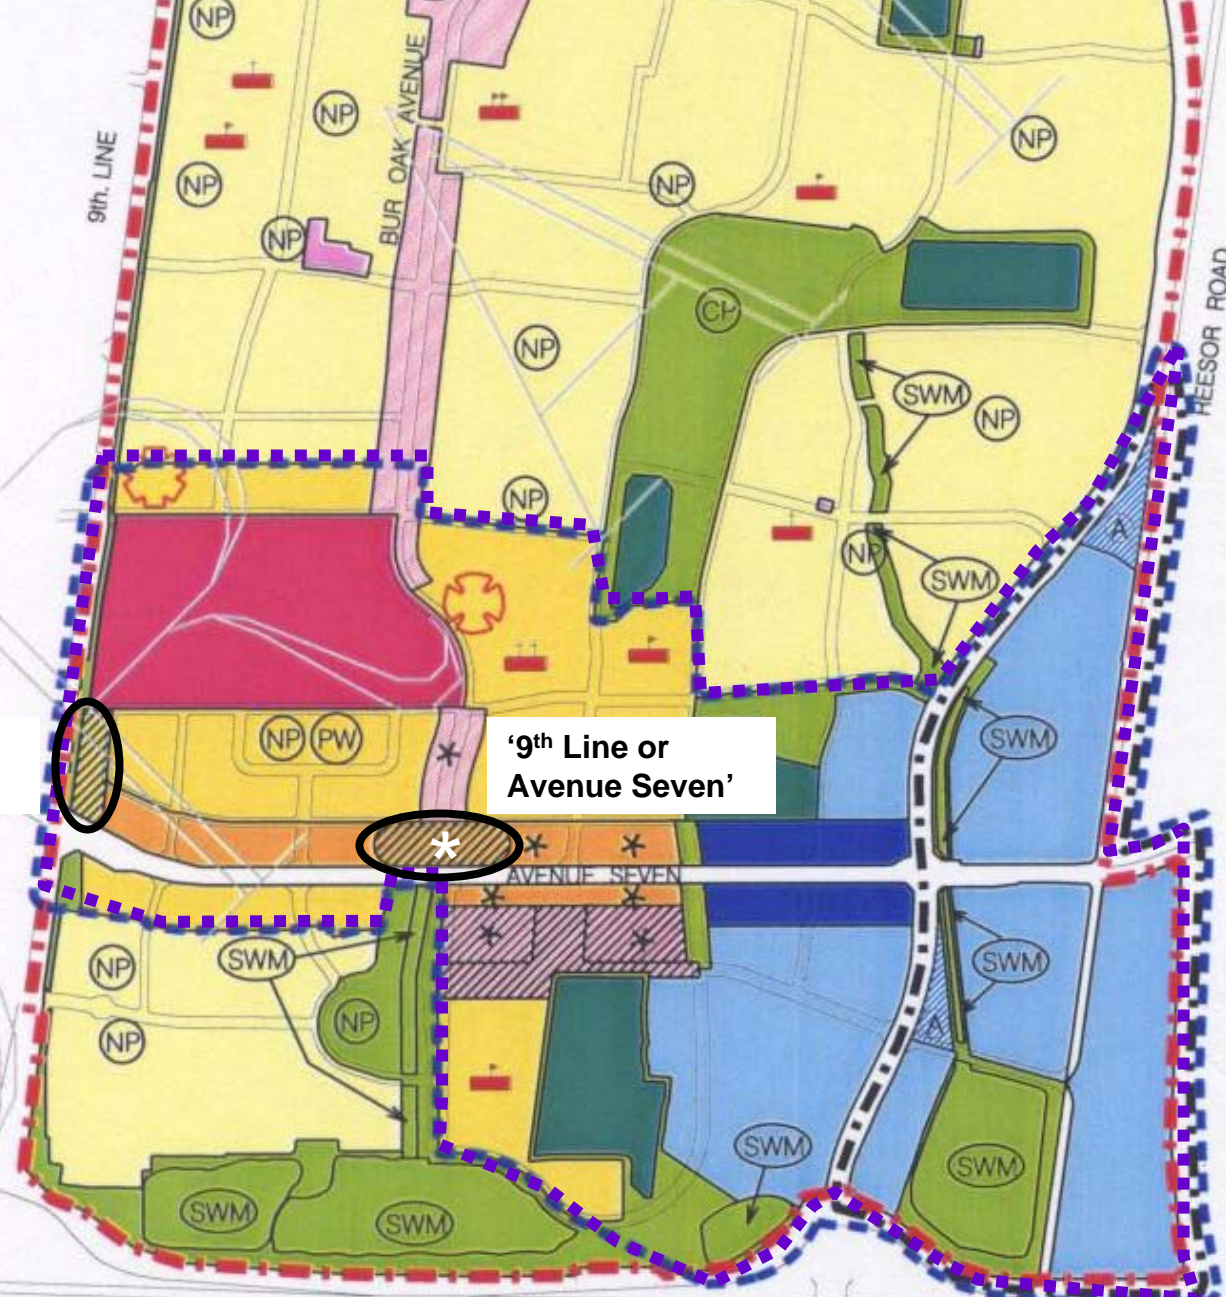 NP
NP
NP
NP
NP
BUR OAK AVENUE
9th. LINE
NP
NP
CP
REESOR ROAD
NP
SWM
NP
NP
A
NP
SWM
NP PW
*
‘9th Line or
Avenue Seven’
SWM
*
*
*
AVENUE SEVEN
*
*
*
*
SWM
NP
SWM
NP
NP
A
SWM
SWM
SWM
SWM